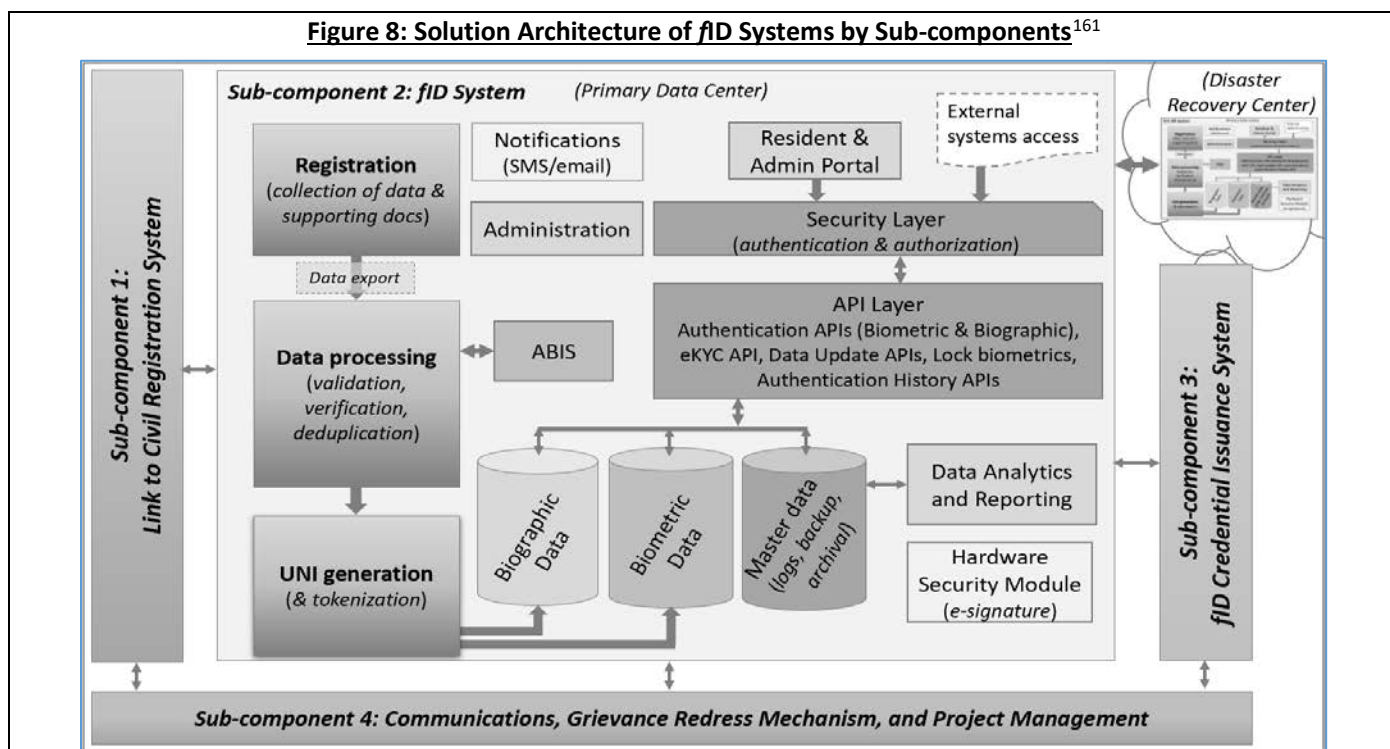 Figure 8: Solution Architecture of fID Systems by Sub-components161
Sub-component 1:
Link to Civil Registration System
Sub-component 2: fID System
(Primary Data Center)
Registration
(collection of data &
supporting docs)
Data export
Data processing
(validation,
verification,
deduplication)
UNI generation
(& tokenization)
Notifications
(SMS/email)
Administration
ABIS
Resident &
Admin Portal
External
systems access
Security Layer
(authentication & authorization)
API Layer
Authentication APIs (Biometric & Biographic),
eKYC API, Data Update APIs, Lock biometrics,
Authentication History APIs
Biographic
Data
Biometric
Data
Master data
(logs, backup,
archival)
Data Analytics
and Reporting
Hardware
Security Module
(e-signature)
(Disaster
Recovery Center)
Sub-component 3:
fID Credential Issuance System
Sub-component 4: Communications, Grievance Redress Mechanism, and Project Management